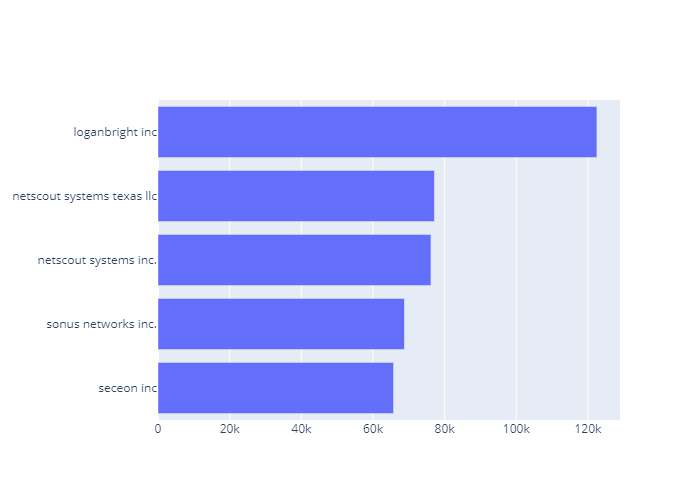 loganbright inc
netscout systems texas llc
netscout systems inc.
sonus networks inc.
seceon inc
0 20k 40k 60k 80k 100k 120k